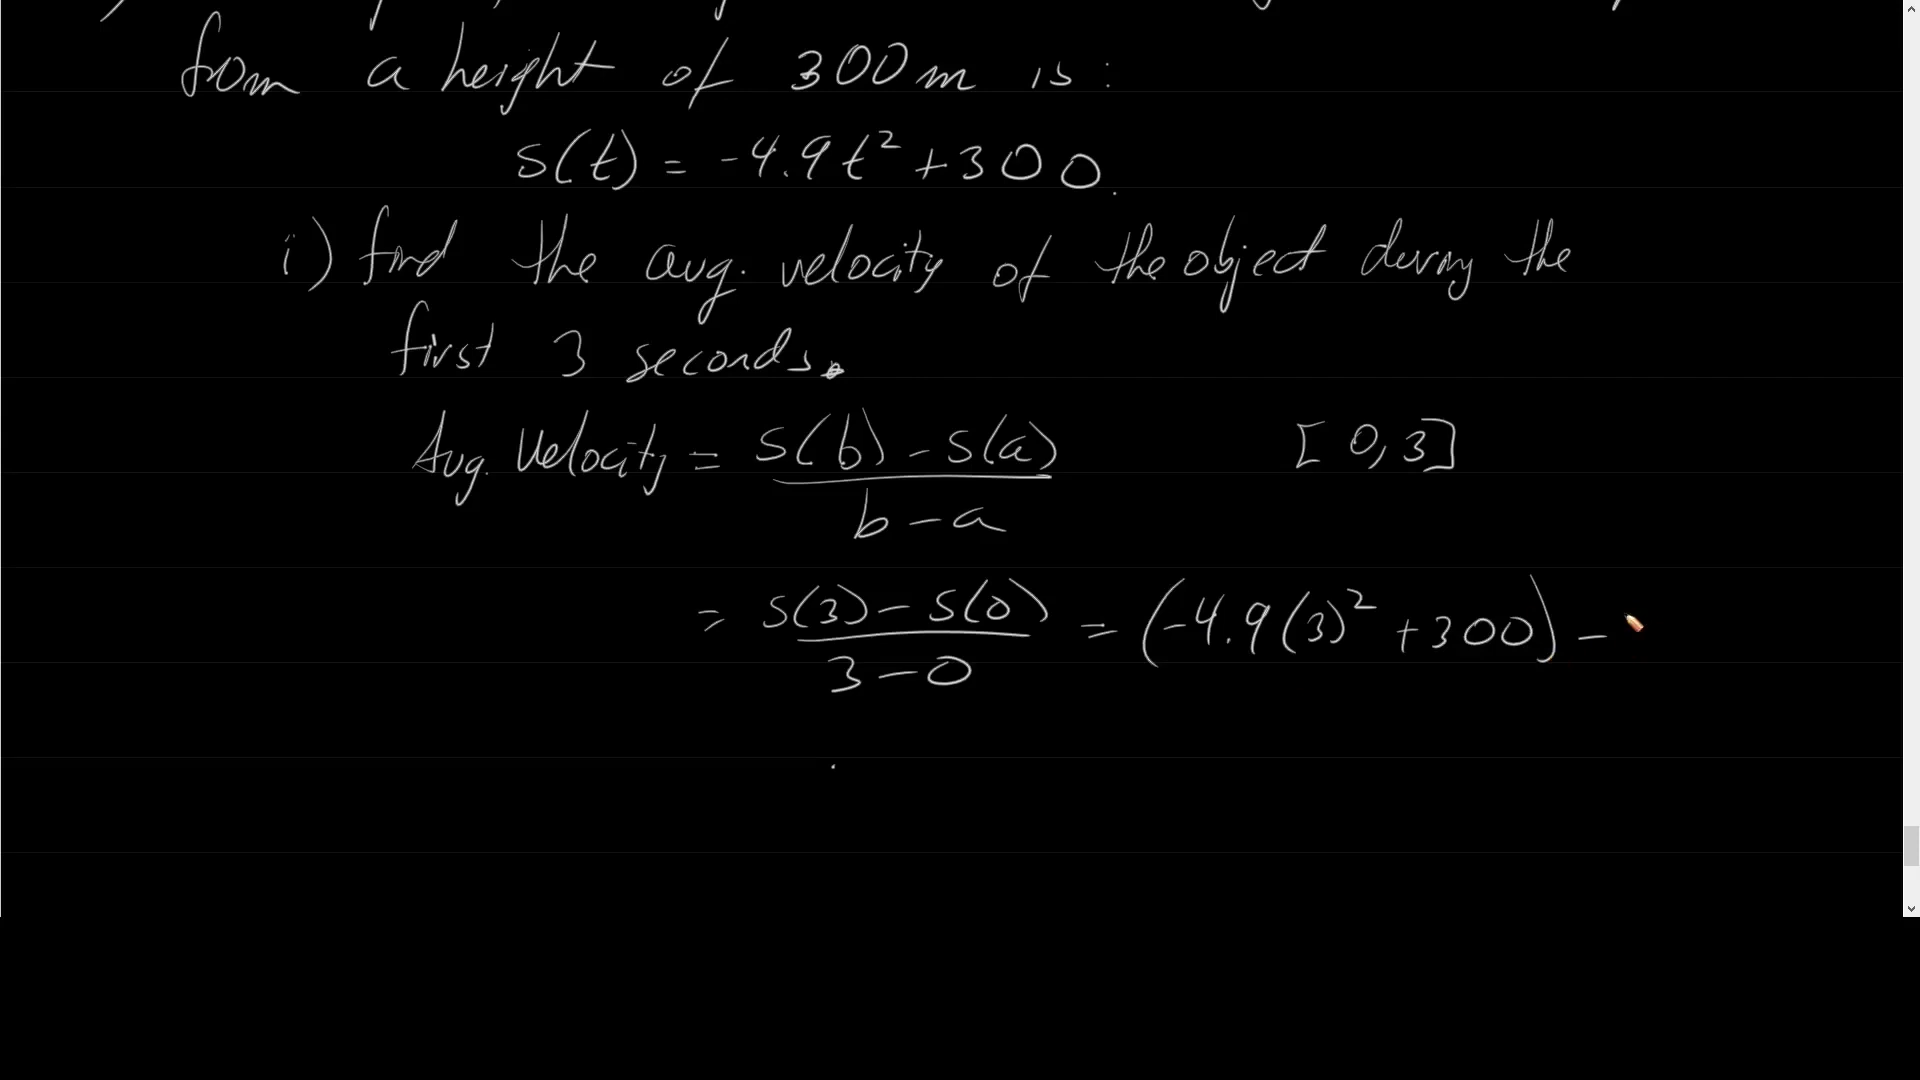 from a height of 300m is:
s(t) = -4.9t² + 300.
i) find the avg. velocity of the object during the
first 3 seconds.
Avg. Velocity = s(b) - s(a) / b - a [0,3]
= s(3) - s(0) / 3 - 0 = (-4.9(3)² + 300) -